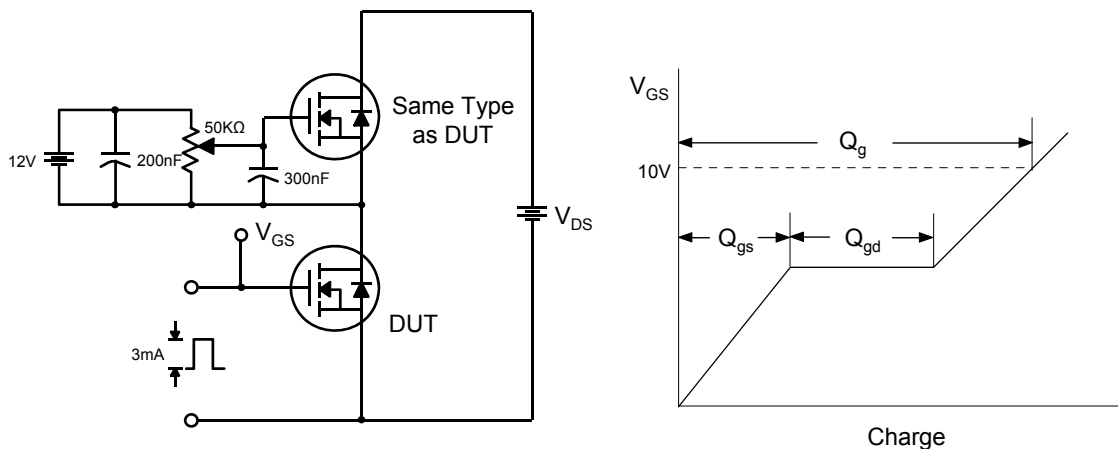 Same Type
as DUT
50KΩ
12V
200nF
300nF
V_GS
V_DS
DUT
3mA
V_GS
Q_g
10V
Q_gs
Q_gd
Charge